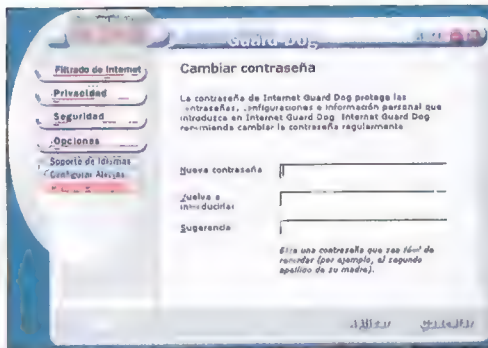 Guard Dog
Filtrado de Internet
Privacidad
Seguridad
Opciones
Soporte de Idiomas
Configurar Alertas
Cambiar contraseña
La contraseña de Internet Guard Dog protege las
contraseñas, configuraciones e información personal que
introduzca en Internet Guard Dog. Internet Guard Dog
recomienda cambiar la contraseña regularmente
Nueva contraseña
Vuelva a
introducirla
Sugerencia
Elija una contraseña que sea fácil de
recordar (por ejemplo, el segundo
apellido de su madre).